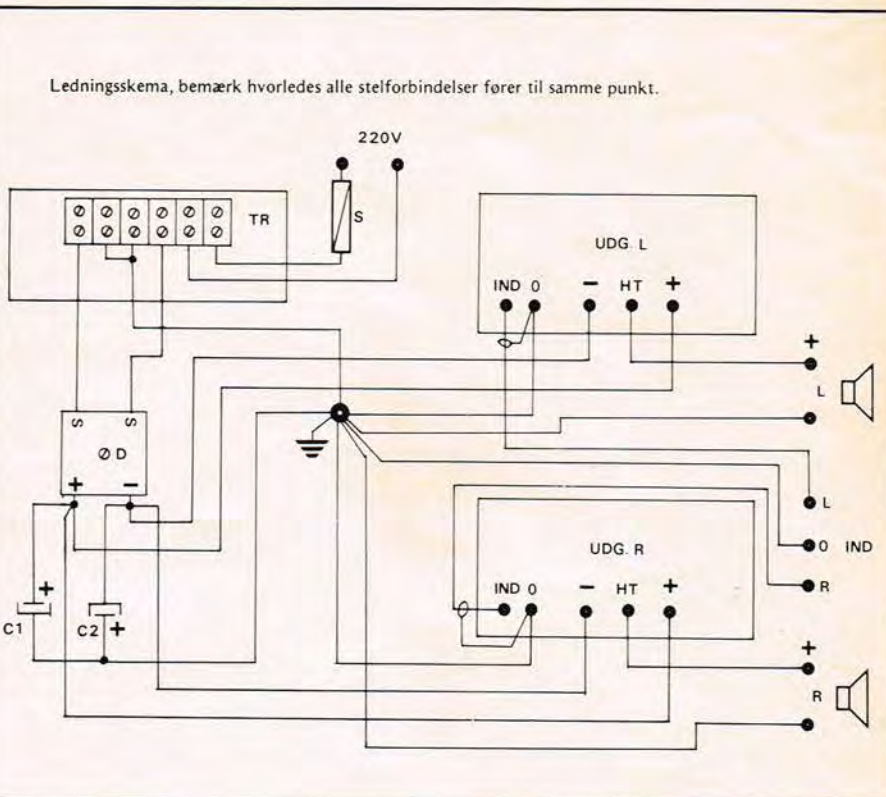 Ledningsskema, bemærk hvorledes alle stelforbindelser fører til samme punkt.
220V
TR
S
UDG. L
IND 0 − HT +
+
L
S S
Ø D
+ −
L
0 IND
R
UDG. R
IND 0 − HT +
+
C1
C2 +
+
R